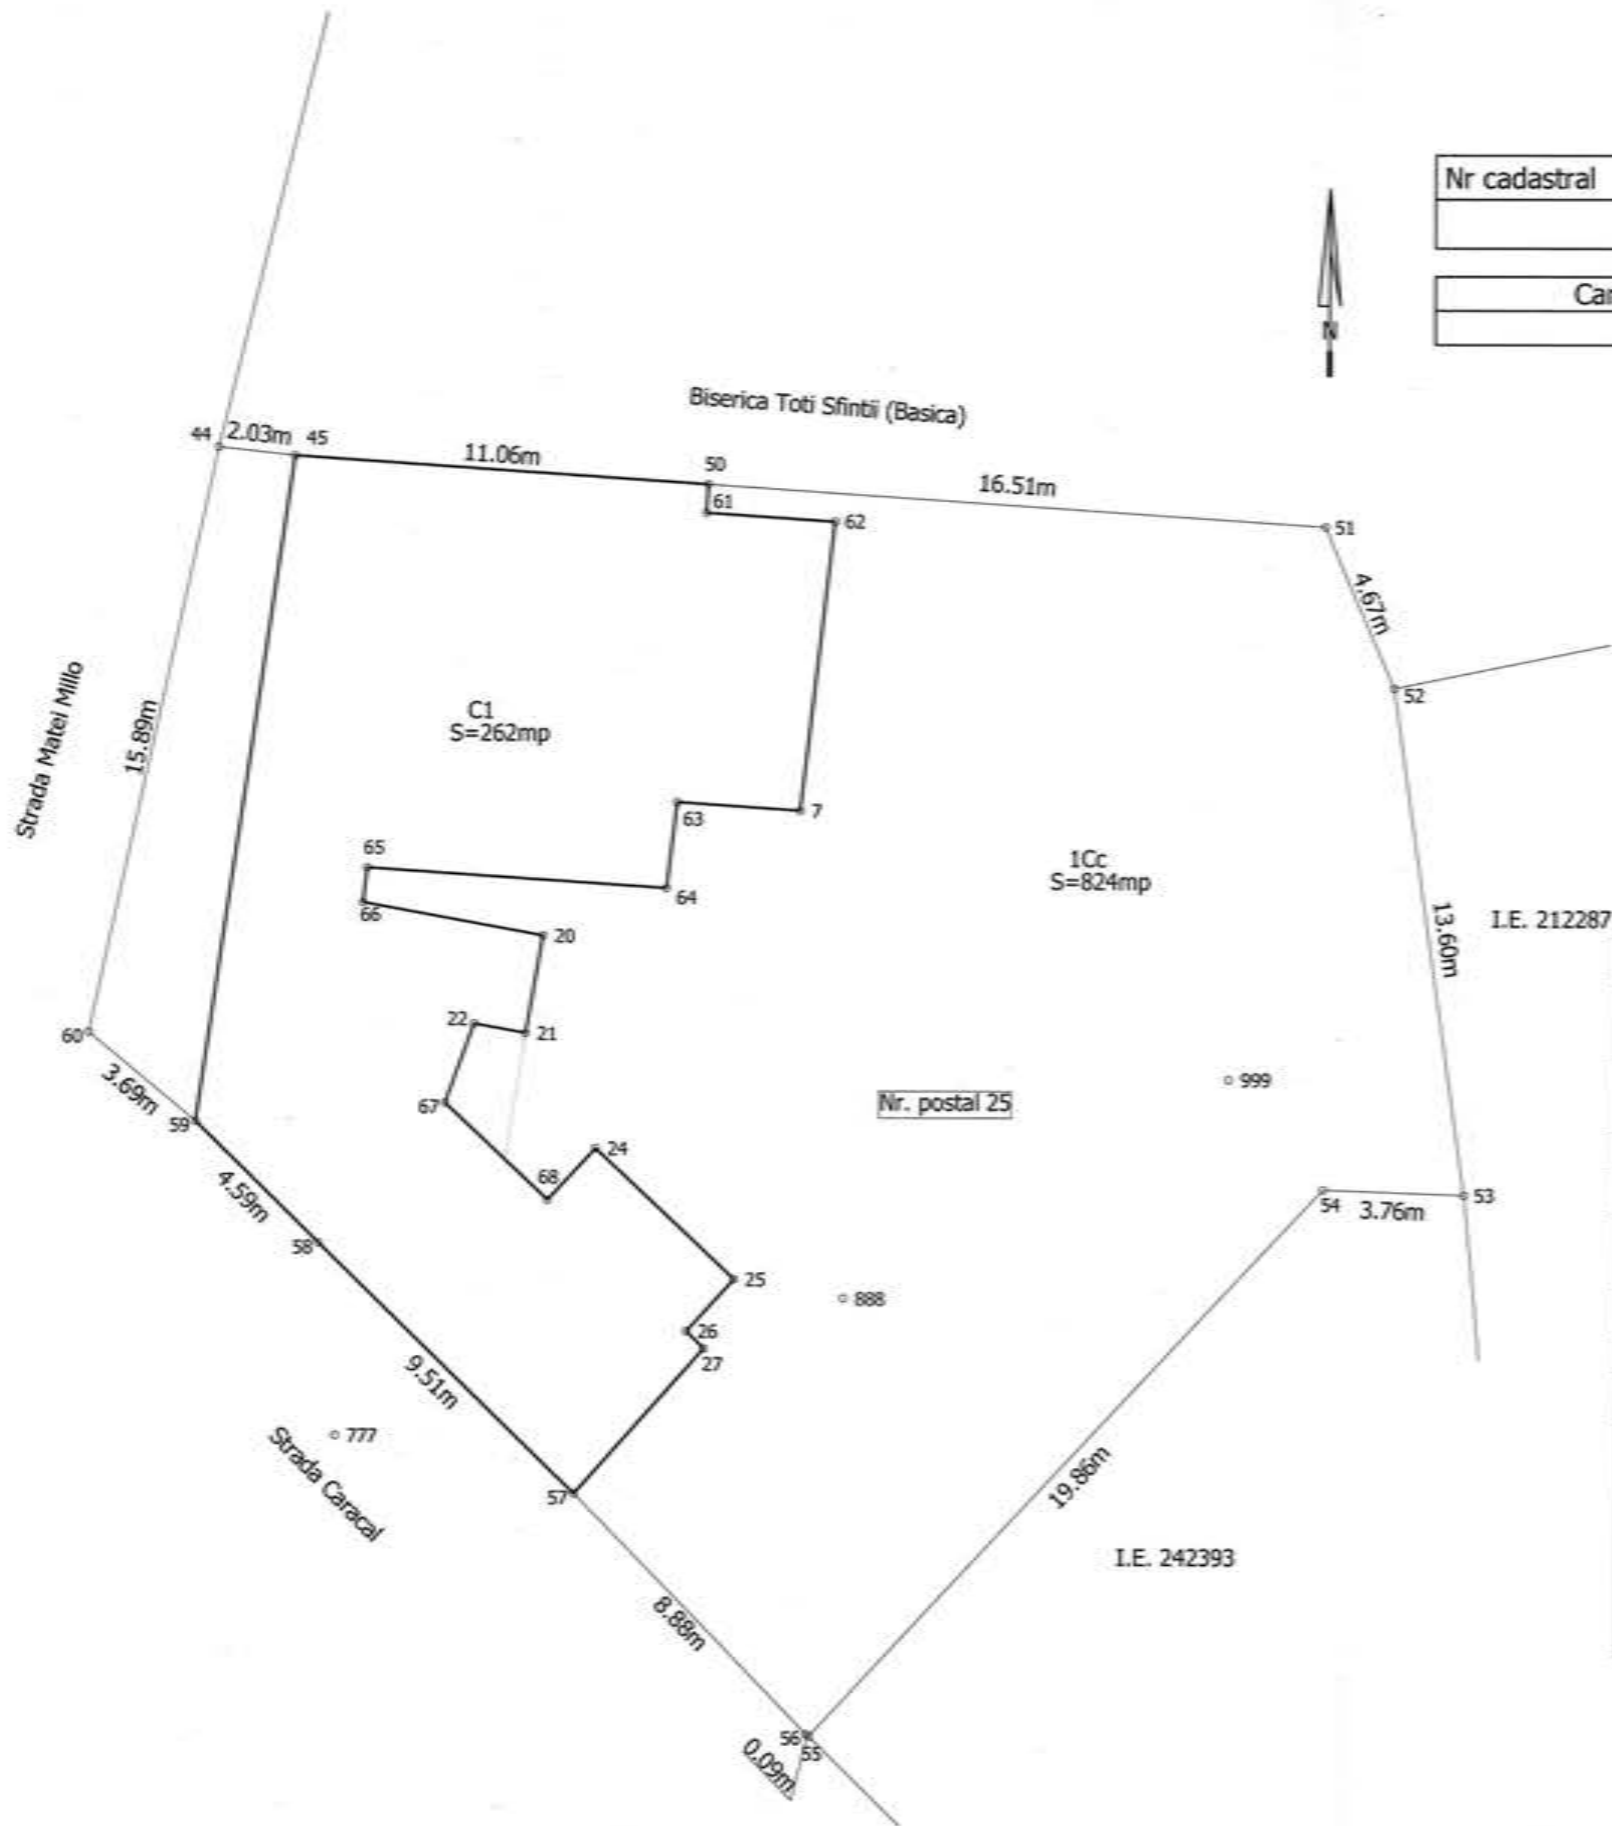 Nr cadastral
Car
N
Biserica Toti Sfintii (Basica)
44
2.03m
45
11.06m
50
16.51m
61
62
51
4.67m
52
Strada Matei Millo
15.89m
C1
S=262mp
63
7
65
64
66
1Cc
S=824mp
13.60m
I.E. 212287
20
22
21
60
3.69m
59
67
Nr. postal 25
999
24
68
54
53
3.76m
4.59m
58
25
888
26
27
9.51m
777
Strada Caracal
57
19.86m
I.E. 242393
8.88m
56
55
0.09m